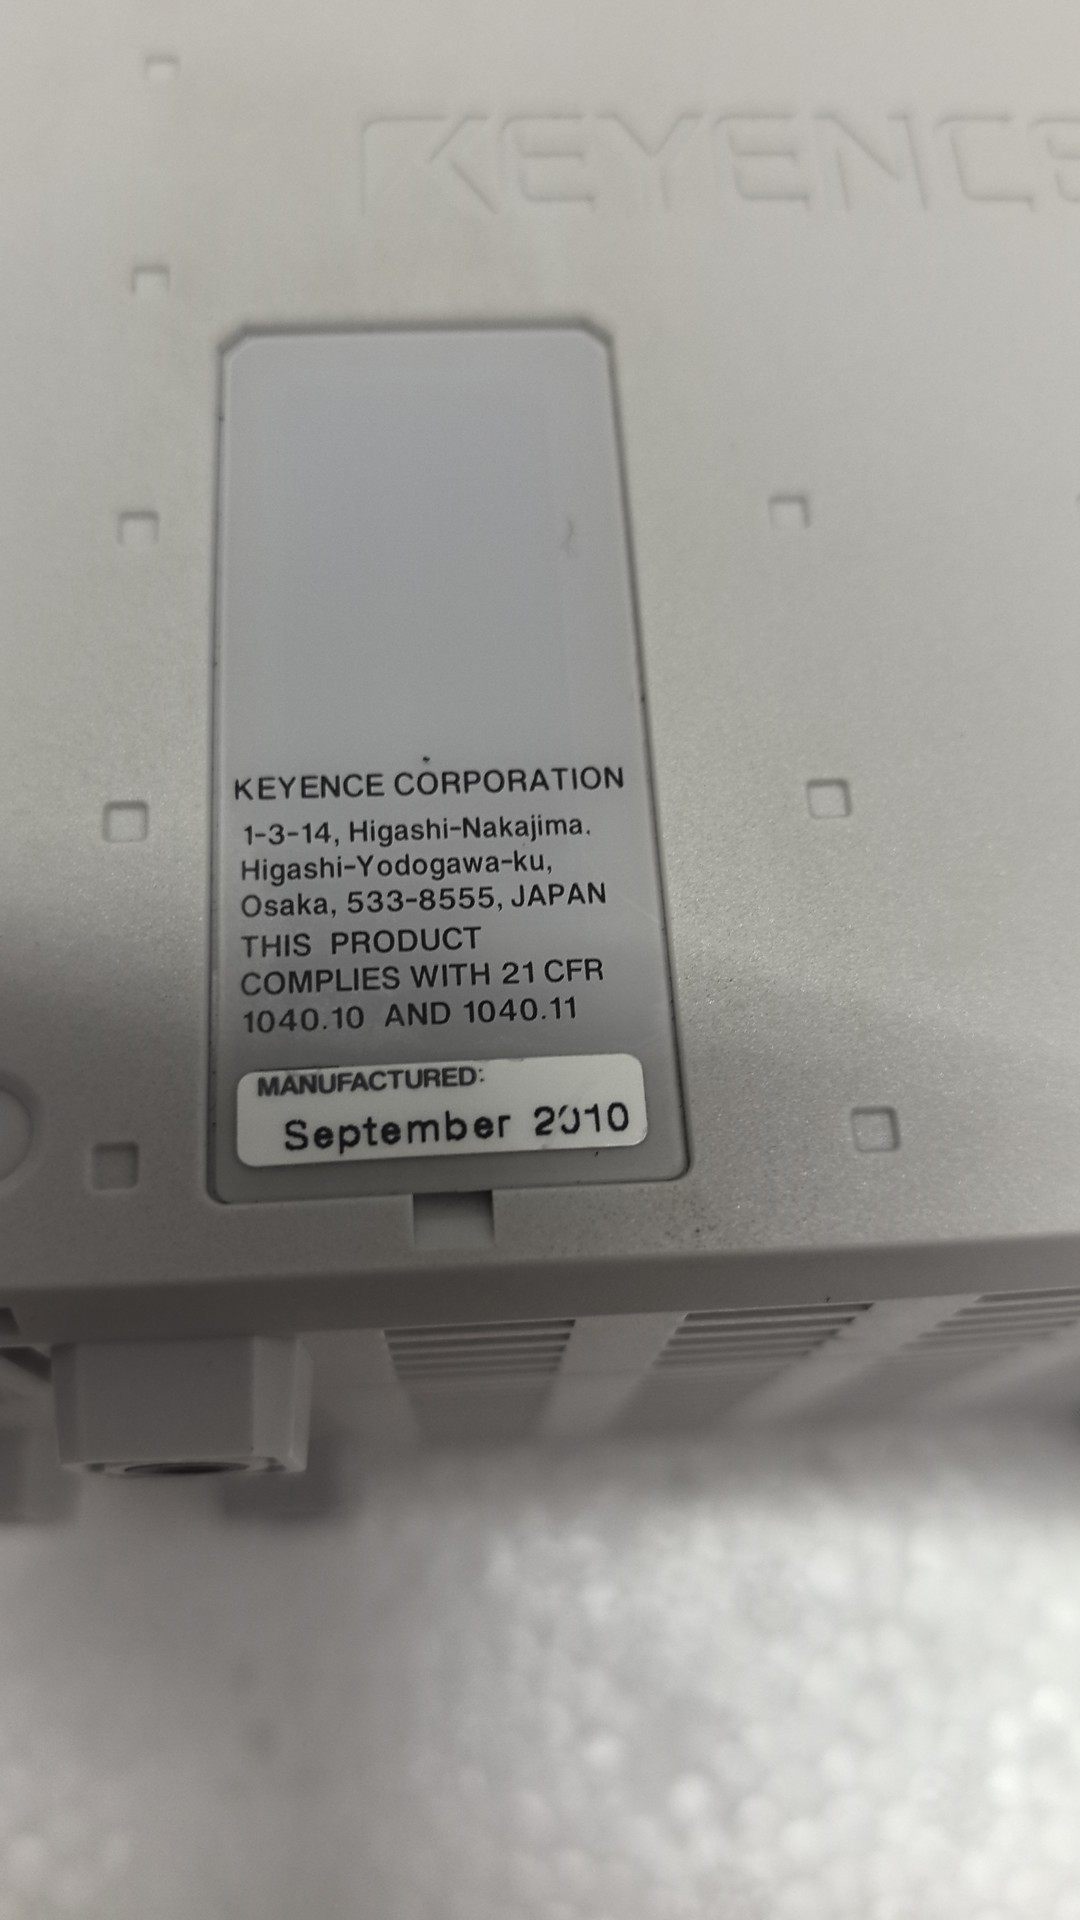 KEYENCE
KEYENCE CORPORATION
1-3-14, Higashi-Nakajima.
Higashi-Yodogawa-ku,
Osaka, 533-8555, JAPAN
THIS PRODUCT
COMPLIES WITH 21 CFR
1040.10 AND 1040.11
MANUFACTURED:
September 2010